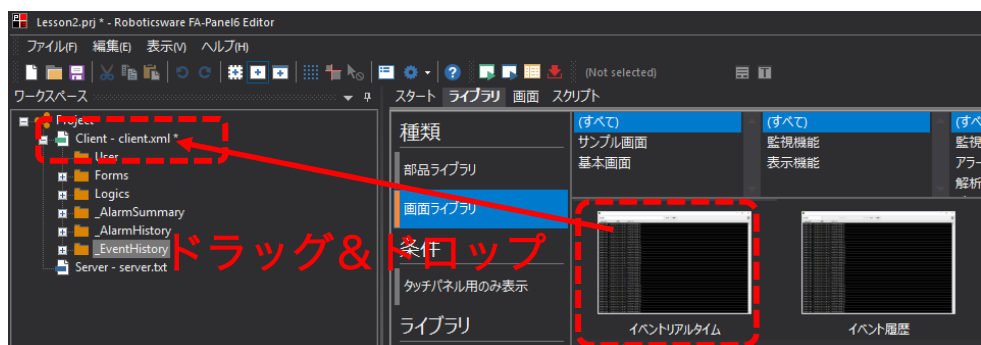 Lesson2.prj * - Roboticsware FA-Panel6 Editor
ファイル(F) 編集(E) 表示(V) ヘルプ(H)
(Not selected)
ワークスペース
スタート ライブラリ 画面 スクリプト
Project
Client - client.xml *
User
Forms
Logics
_AlarmSummary
_AlarmHistory
_EventHistory
Server - server.txt
種類
部品ライブラリ
画面ライブラリ
条件
タッチパネル用のみ表示
ライブラリ
(すべて)
サンプル画面
基本画面
(すべて)
監視機能
表示機能
(すべ
監視
アラー
解析
ドラッグ&ドロップ
イベントリアルタイム
イベント履歴